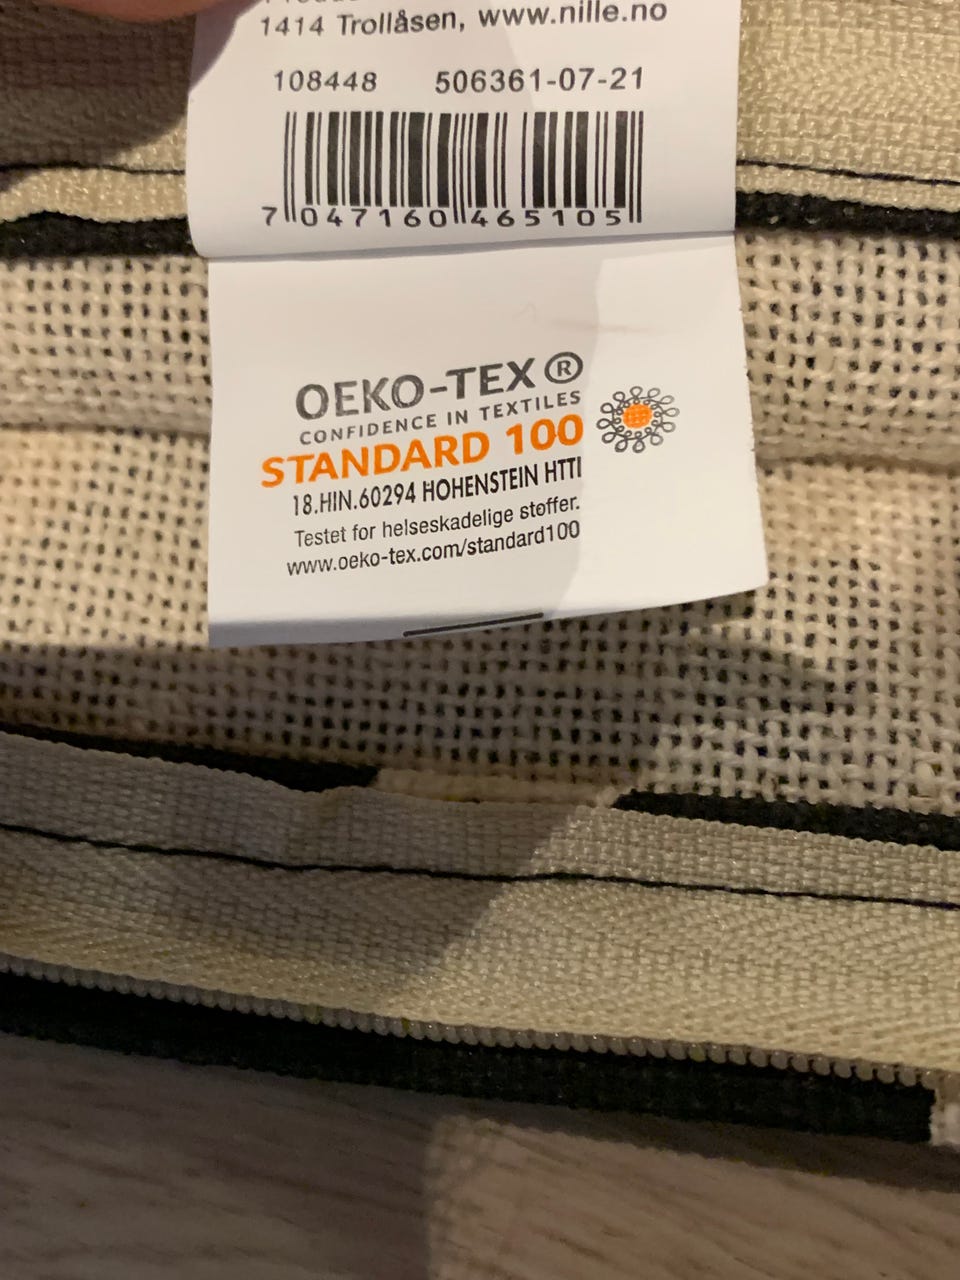 1414 Trollåsen, www.nille.no
108448 506361-07-21
7 047160 465105
OEKO-TEX®
CONFIDENCE IN TEXTILES
STANDARD 100
18.HIN.60294 HOHENSTEIN HTTI
Testet for helseskadelige stoffer.
www.oeko-tex.com/standard100